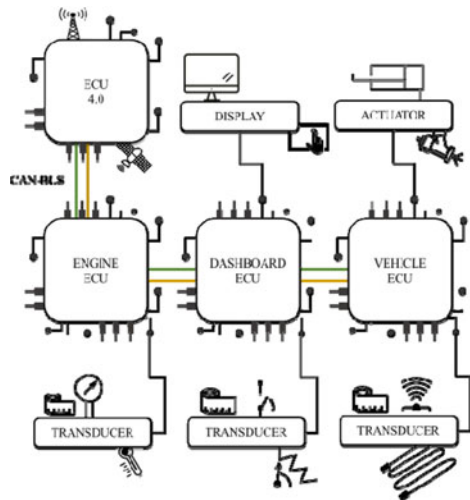 ECU
4.0
DISPLAY
ACTUATOR
CAN-BUS
ENGINE
ECU
DASHBOARD
ECU
VEHICLE
ECU
TRANSDUCER
TRANSDUCER
TRANSDUCER